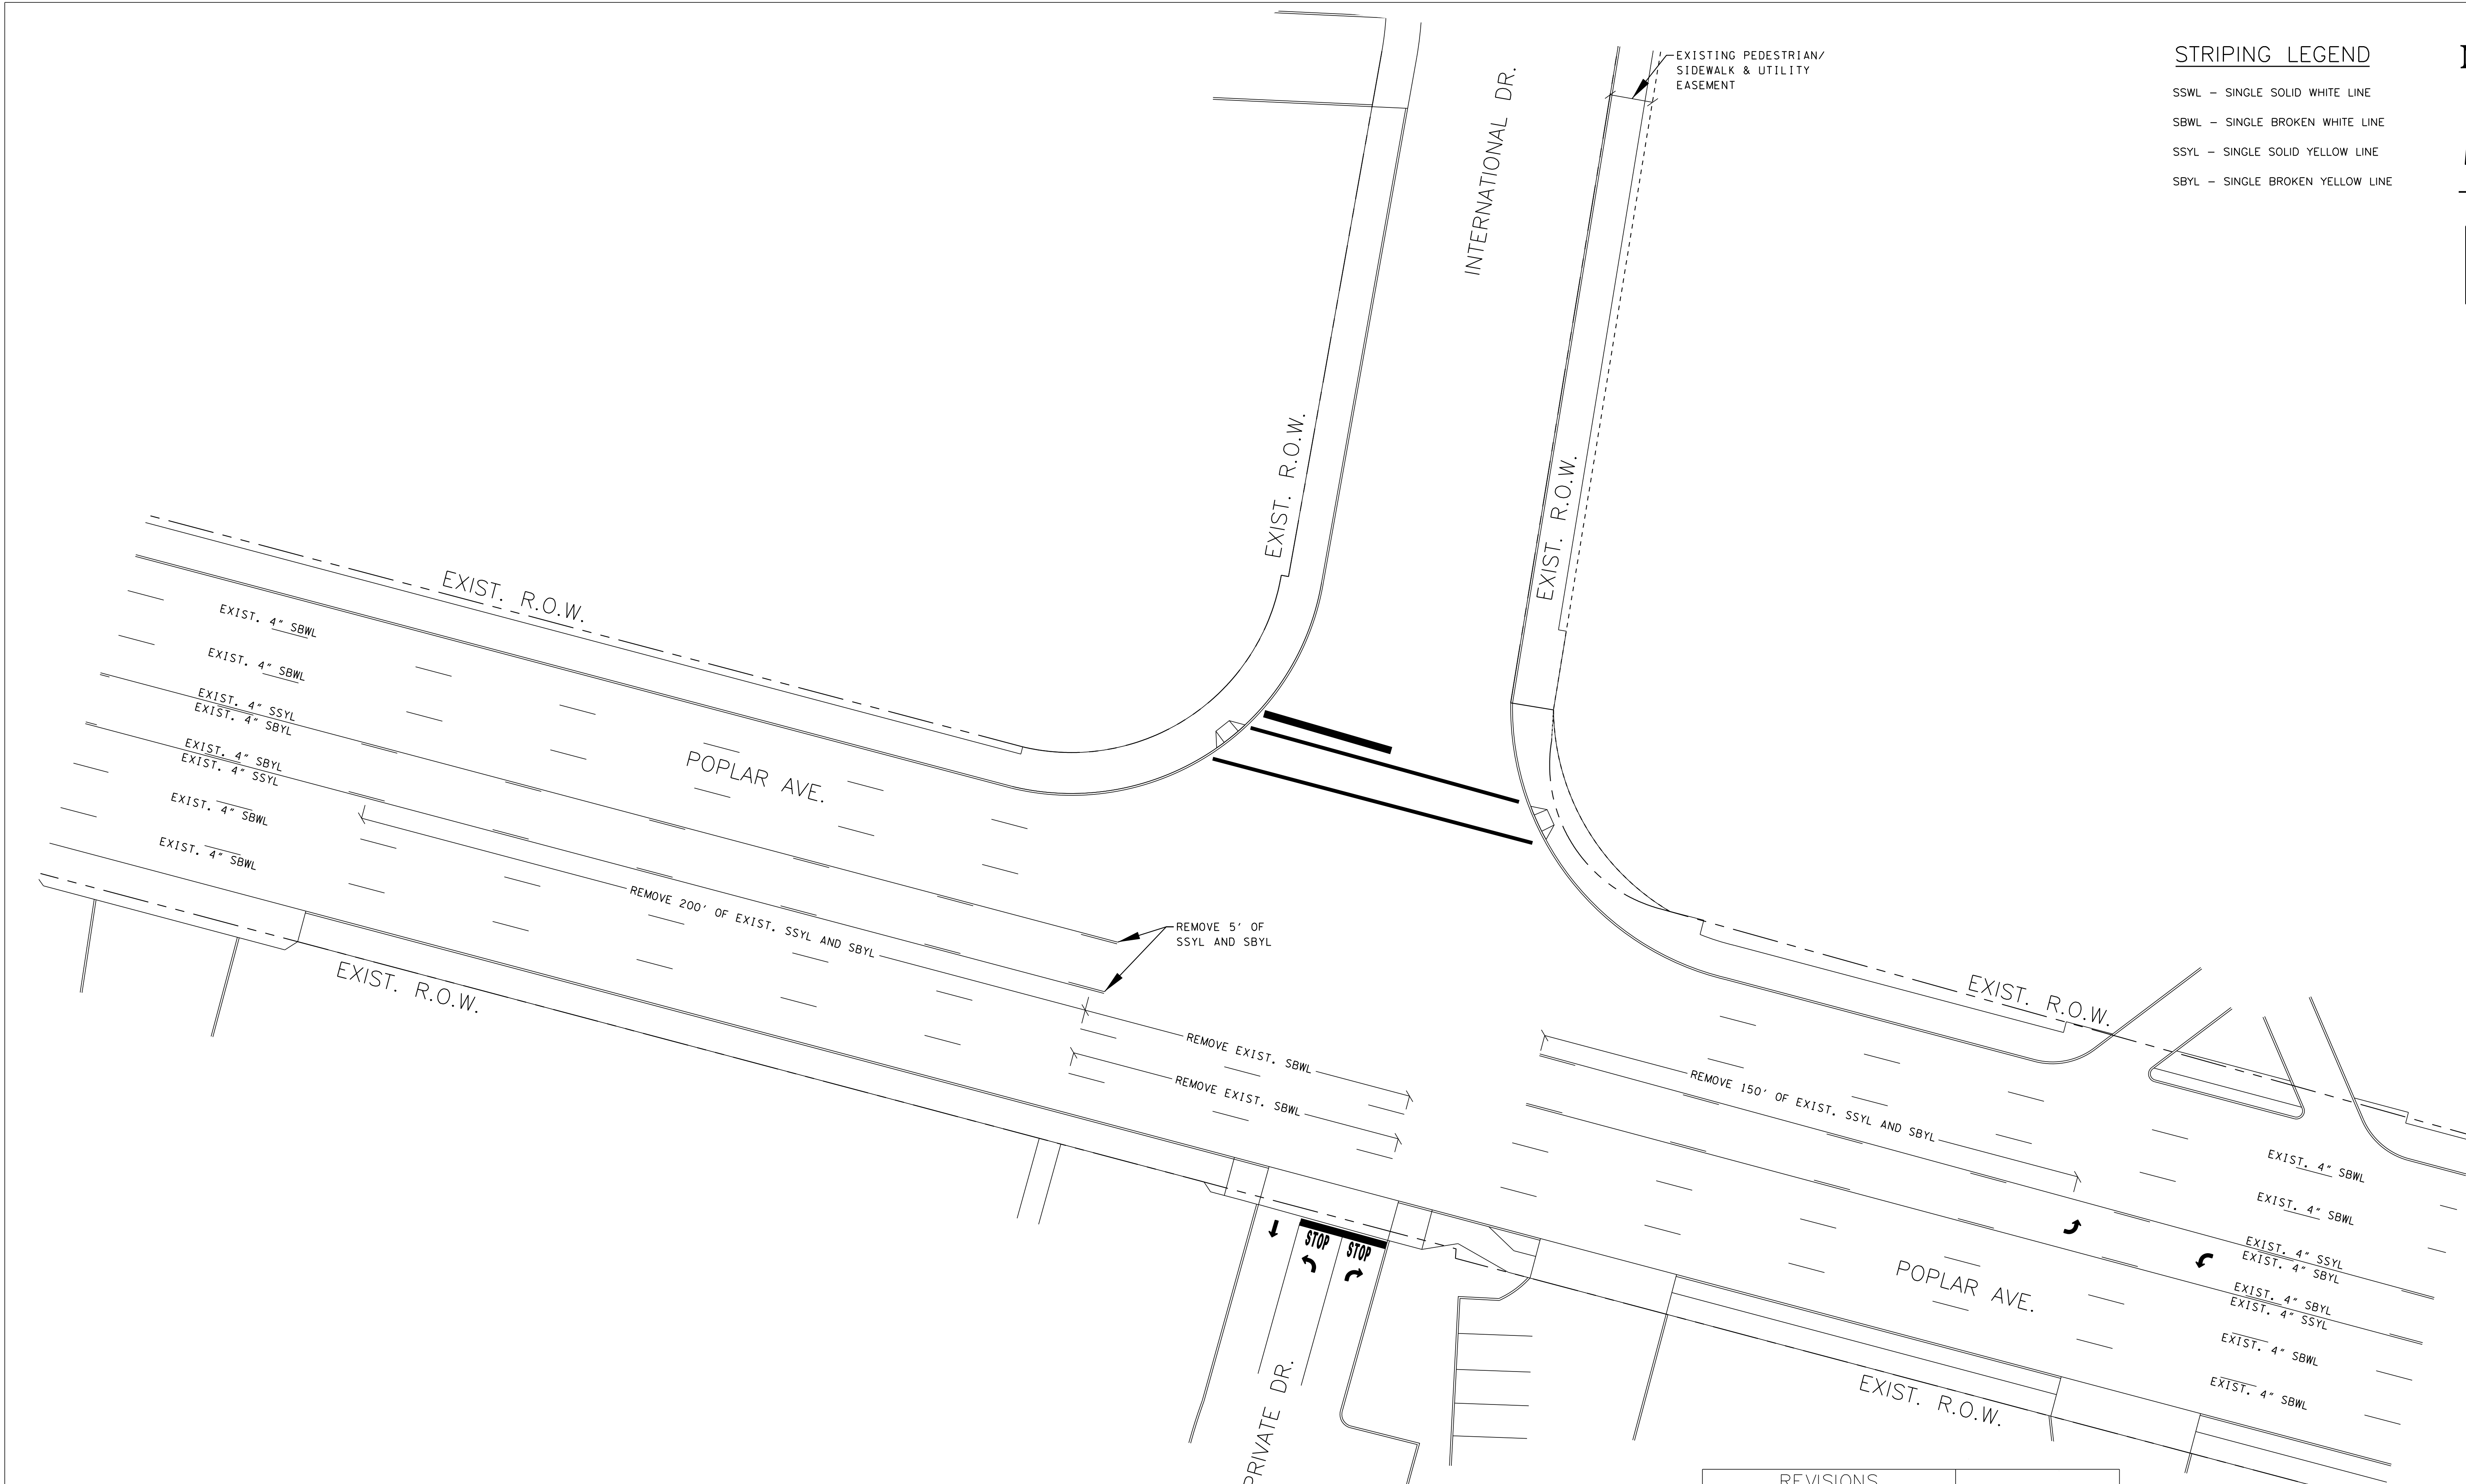 STRIPING LEGEND
SSWL – SINGLE SOLID WHITE LINE
SBWL – SINGLE BROKEN WHITE LINE
SSYL – SINGLE SOLID YELLOW LINE
SBYL – SINGLE BROKEN YELLOW LINE
EXISTING PEDESTRIAN/
SIDEWALK & UTILITY
EASEMENT
INTERNATIONAL DR.
EXIST. R.O.W.
EXIST. R.O.W.
EXIST. R.O.W.
EXIST. 4" SBWL
EXIST. 4" SBWL
EXIST. 4" SSYL
EXIST. 4" SBYL
EXIST. 4" SBYL
EXIST. 4" SSYL
EXIST. 4" SBWL
EXIST. 4" SBWL
POPLAR AVE.
REMOVE 200' OF EXIST. SSYL AND SBYL
REMOVE 5' OF
SSYL AND SBYL
EXIST. R.O.W.
EXIST. R.O.W.
REMOVE EXIST. SBWL
REMOVE EXIST. SBWL
REMOVE 150' OF EXIST. SSYL AND SBYL
EXIST. 4" SBWL
EXIST. 4" SBWL
EXIST. 4" SSYL
EXIST. 4" SBYL
EXIST. 4" SBYL
EXIST. 4" SSYL
EXIST. 4" SBWL
EXIST. 4" SBWL
STOP
STOP
POPLAR AVE.
EXIST. R.O.W.
PRIVATE DR.
REVISIONS